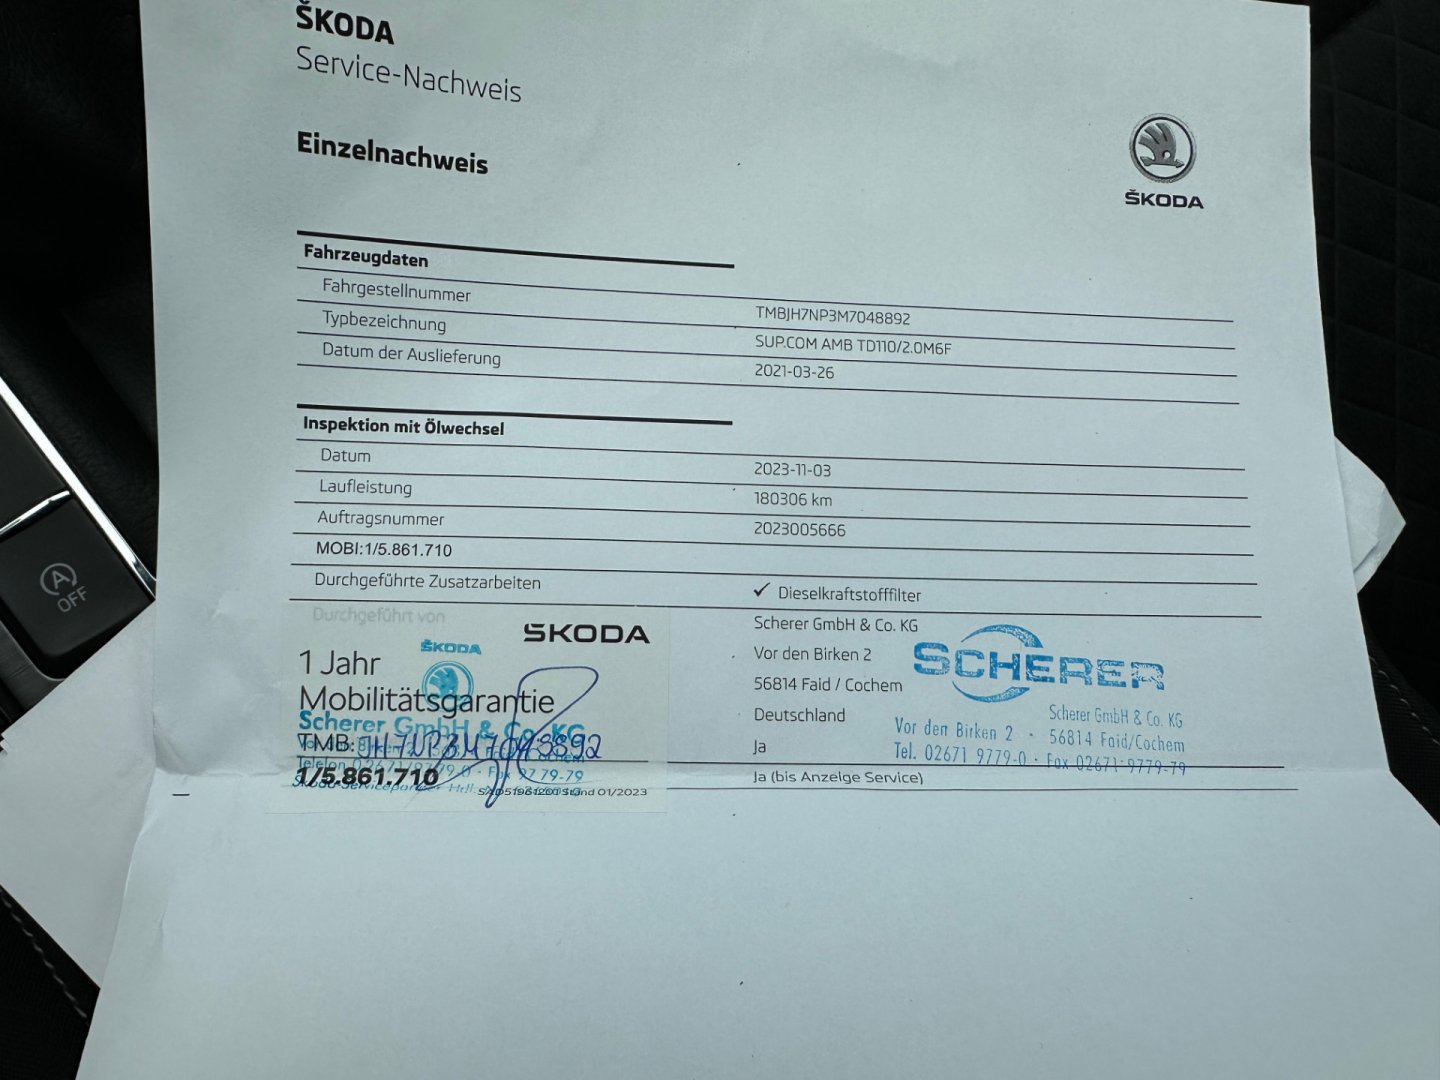 ŠKODA
Service-Nachweis
Einzelnachweis
ŠKODA
Fahrzeugdaten
Fahrgestellnummer TMBJH7NP3M7048892
Typbezeichnung SUP.COM AMB TD110/2.0M6F
Datum der Auslieferung 2021-03-26
Inspektion mit Ölwechsel
Datum 2023-11-03
Laufleistung 180306 km
Auftragsnummer 2023005666
MOBI:1/5.861.710
Durchgeführte Zusatzarbeiten ✓ Dieselkraftstofffilter
Durchgeführt von Scherer GmbH & Co. KG
Vor den Birken 2
56814 Faid / Cochem
Deutschland
Ja
Ja (bis Anzeige Service)
ŠKODA
ŠKODA
1 Jahr
Mobilitätsgarantie
Scherer GmbH & Co. KG
TMB:
1/5.861.710
Stand 01/2023
SCHERER
Scherer GmbH & Co. KG
Vor den Birken 2 - 56814 Faid/Cochem
Tel. 02671 9779-0 · Fax 02671 9779-79
A OFF